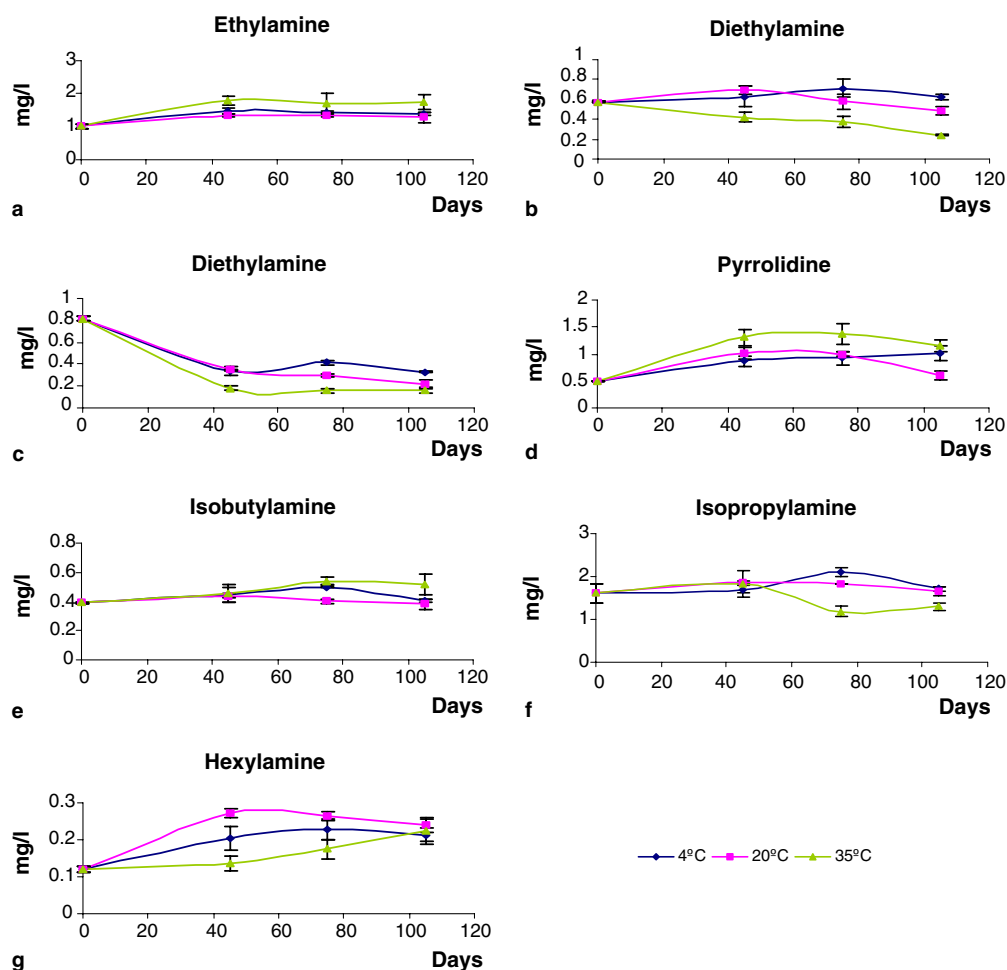 Ethylamine
3
2
1
0
mg/l
0 20 40 60 80 100 120
Days
a
Diethylamine
1
0.8
0.6
0.4
0.2
0
mg/l
0 20 40 60 80 100 120
Days
b
Diethylamine
1
0.8
0.6
0.4
0.2
0
mg/l
0 20 40 60 80 100 120
Days
c
Pyrrolidine
2
1.5
1
0.5
0
mg/l
0 20 40 60 80 100 120
Days
d
Isobutylamine
0.8
0.6
0.4
0.2
0
mg/l
0 20 40 60 80 100 120
Days
e
Isopropylamine
3
2
1
0
mg/l
0 20 40 60 80 100 120
Days
f
Hexylamine
0.3
0.2
0.1
0
mg/l
0 20 40 60 80 100 120
Days
g
4ºC 20ºC 35ºC